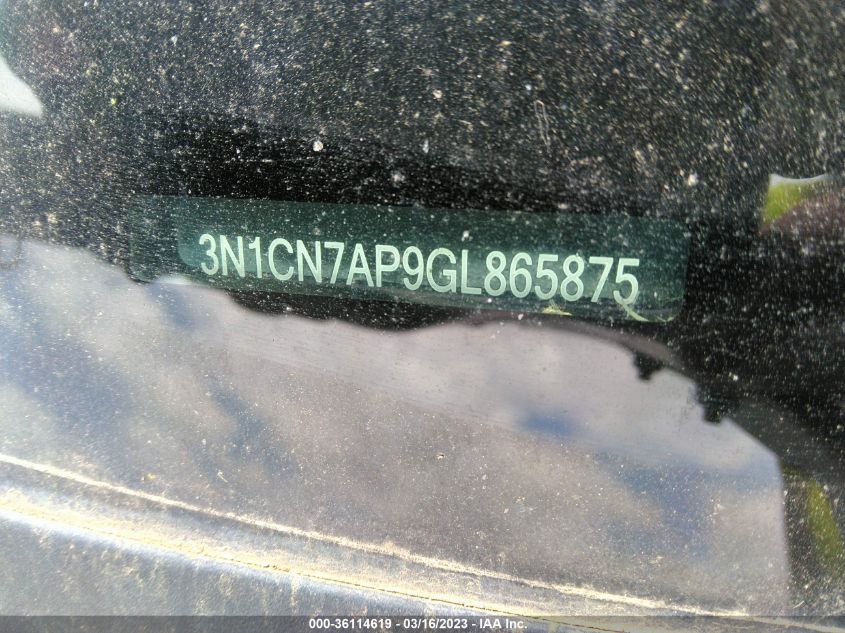 3N1CN7AP9GL865875
000-36114619 - 03/16/2023 - IAA Inc.